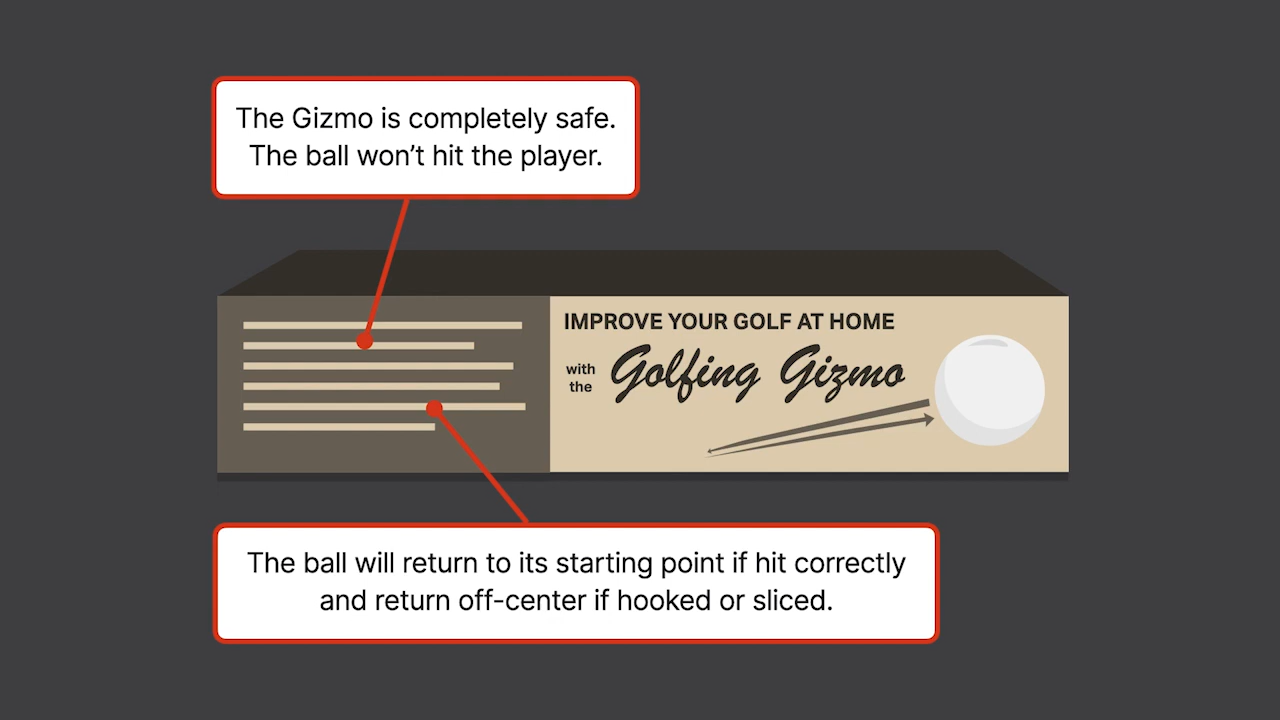 The Gizmo is completely safe.
The ball won't hit the player.
IMPROVE YOUR GOLF AT HOME
with the Golfing Gizmo
The ball will return to its starting point if hit correctly
and return off-center if hooked or sliced.